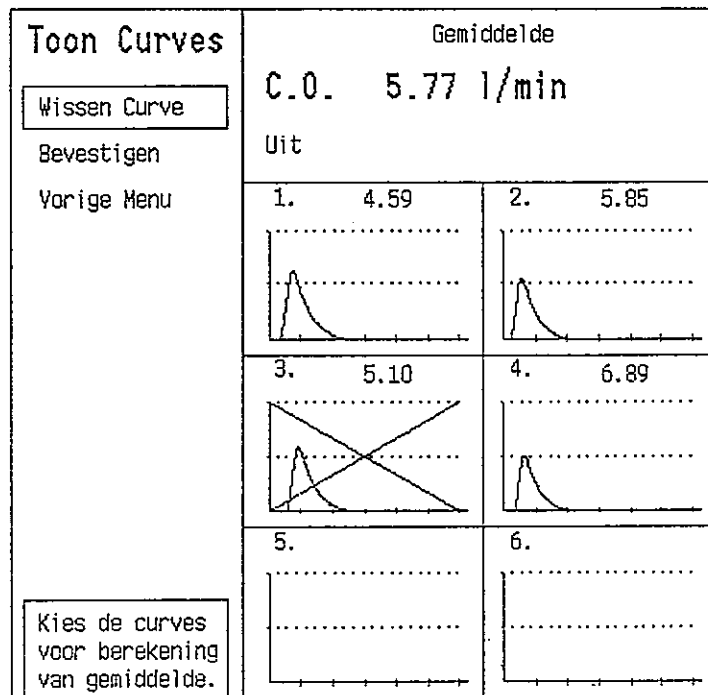 Toon Curves
Wissen Curve
Bevestigen
Vorige Menu
Kies de curves
voor berekening
van gemiddelde.
Gemiddelde
C.O. 5.77 l/min
Uit
1. 4.59
2. 5.85
3. 5.10
4. 6.89
5.
6.